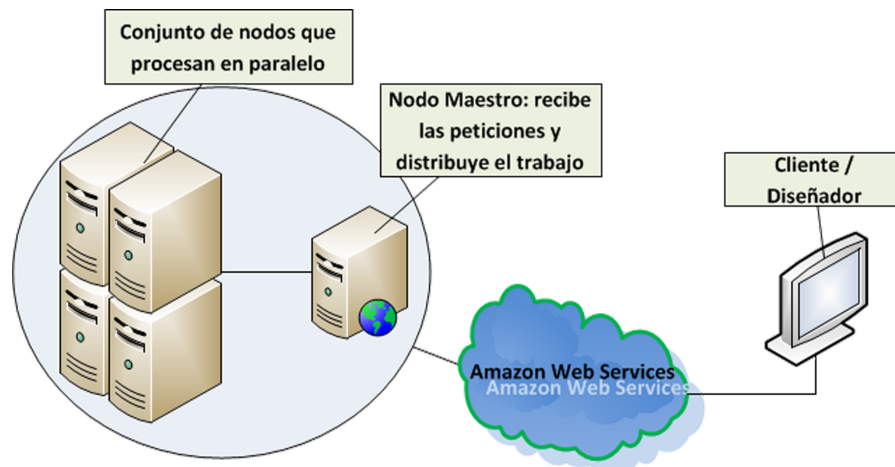 Conjunto de nodos que
procesan en paralelo
Nodo Maestro: recibe
las peticiones y
distribuye el trabajo
Cliente /
Diseñador
Amazon Web Services
Amazon Web Services